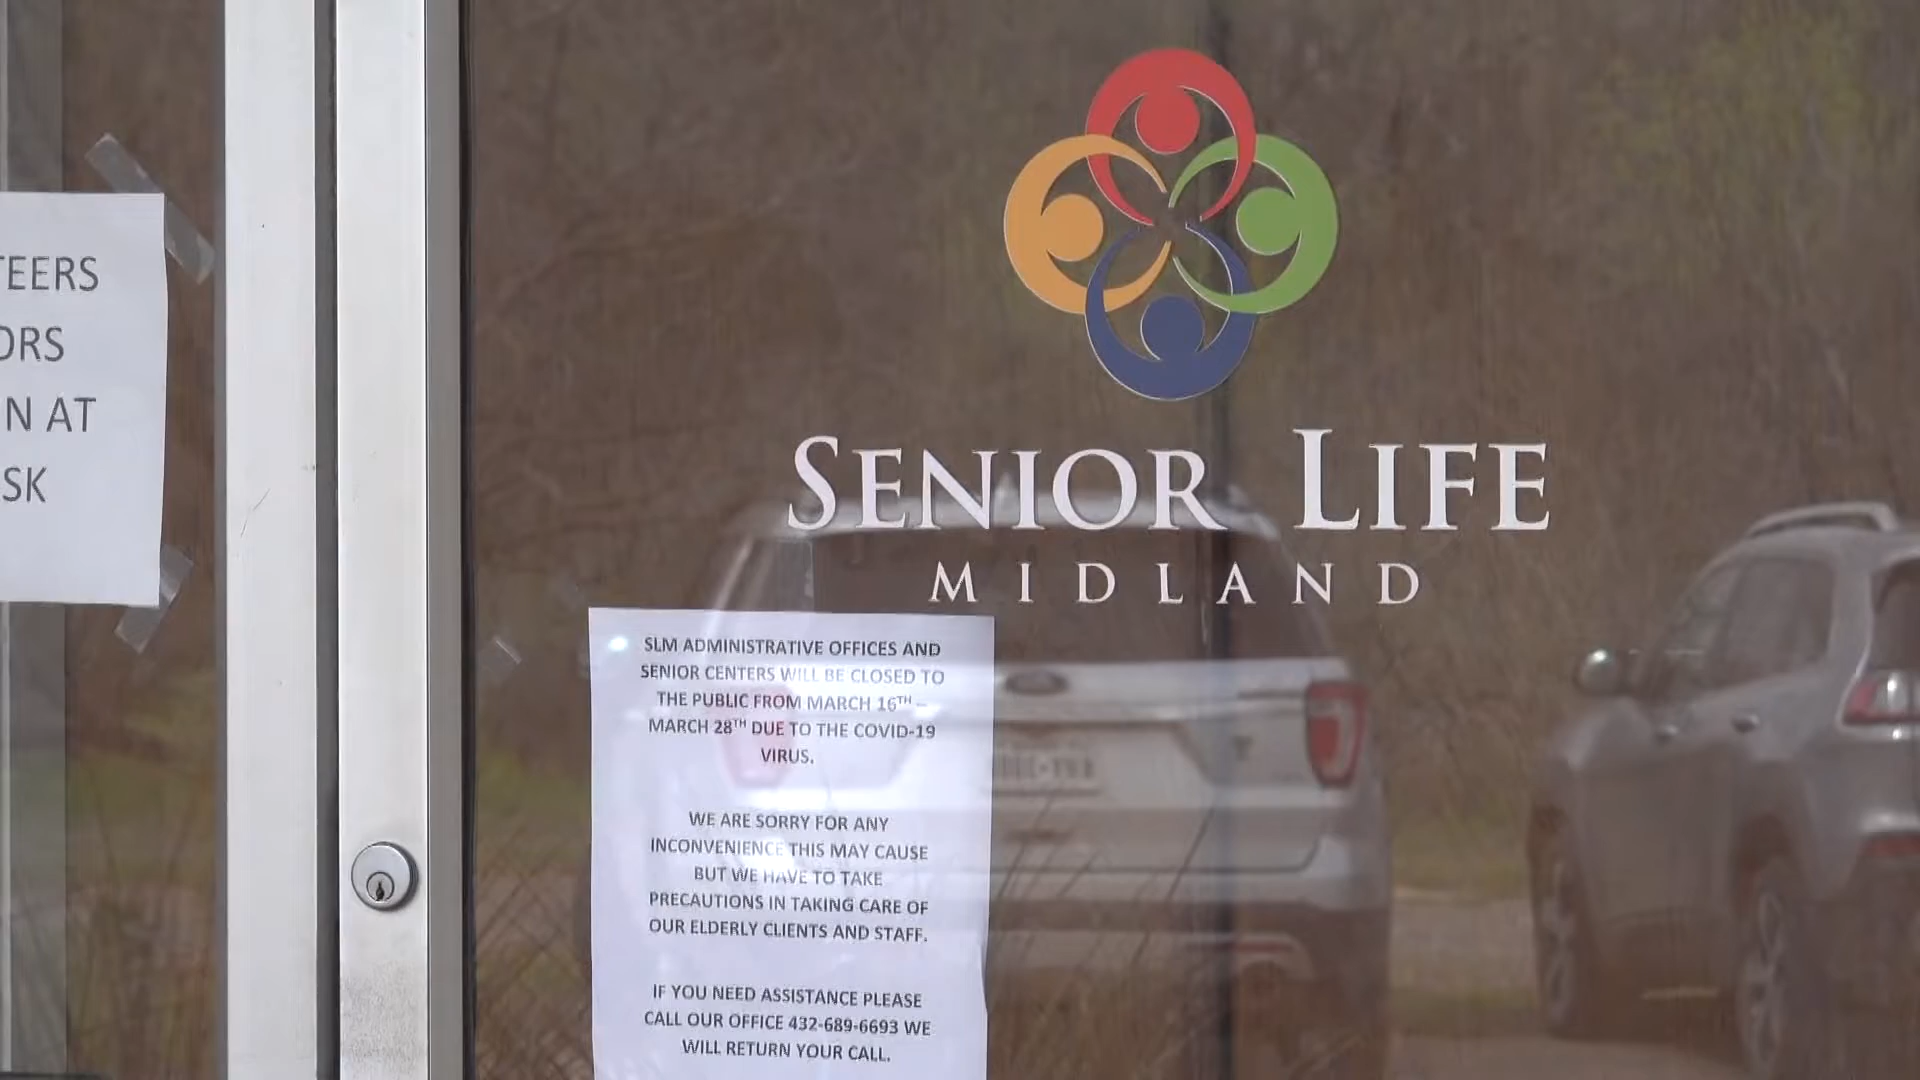 TEERS
ORS
N AT
SK
SENIOR LIFE
MIDLAND
SLM ADMINISTRATIVE OFFICES AND
SENIOR CENTERS WILL BE CLOSED TO
THE PUBLIC FROM MARCH 16TH –
MARCH 28TH DUE TO THE COVID-19
VIRUS.
WE ARE SORRY FOR ANY
INCONVENIENCE THIS MAY CAUSE
BUT WE HAVE TO TAKE
PRECAUTIONS IN TAKING CARE OF
OUR ELDERLY CLIENTS AND STAFF.
IF YOU NEED ASSISTANCE PLEASE
CALL OUR OFFICE 432-689-6693 WE
WILL RETURN YOUR CALL.